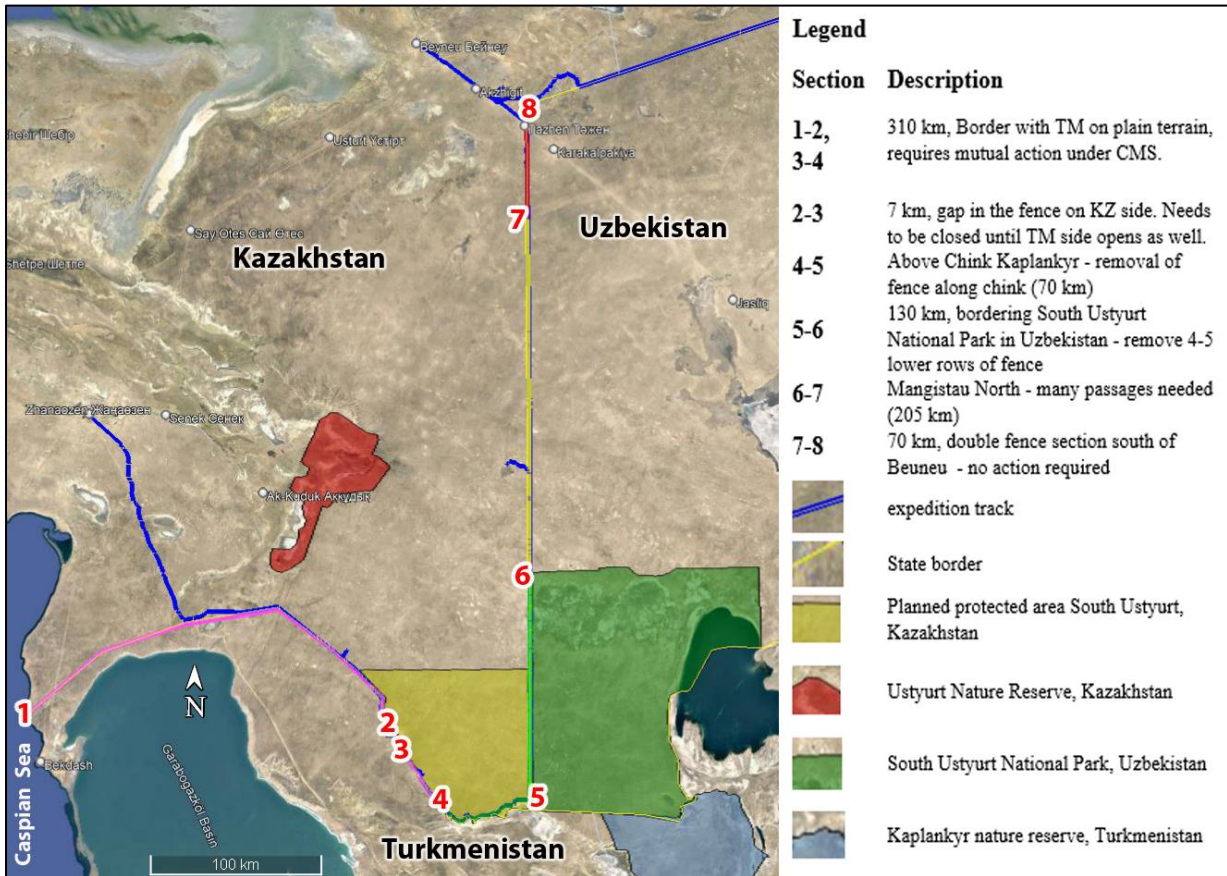 Beyneu Бейнеу
Akzhigit
8
Tazhen Тәжен
Karakalpakiya
Shebir Шебір
Usturt Үстірт
7
Uzbekistan
Say Otes Сай Өтес
Kazakhstan
Shetpe Шетпе
Jasliq
Zhanaozen Жаңаөзен
Senek Сенек
Ak-Kuduk Аққұдық
6
1
N
2
3
4
5
Bekdash
Caspian Sea
Garabogazköl Basin
Turkmenistan
100 km
Legend
Section Description
1-2, 310 km, Border with TM on plain terrain,
3-4 requires mutual action under CMS.
2-3 7 km, gap in the fence on KZ side. Needs
to be closed until TM side opens as well.
4-5 Above Chink Kaplankyr - removal of
fence along chink (70 km)
5-6 130 km, bordering South Ustyurt
National Park in Uzbekistan - remove 4-5
lower rows of fence
6-7 Mangistau North - many passages needed
(205 km)
7-8 70 km, double fence section south of
Beuneu - no action required
expedition track
State border
Planned protected area South Ustyurt,
Kazakhstan
Ustyurt Nature Reserve, Kazakhstan
South Ustyurt National Park, Uzbekistan
Kaplankyr nature reserve, Turkmenistan